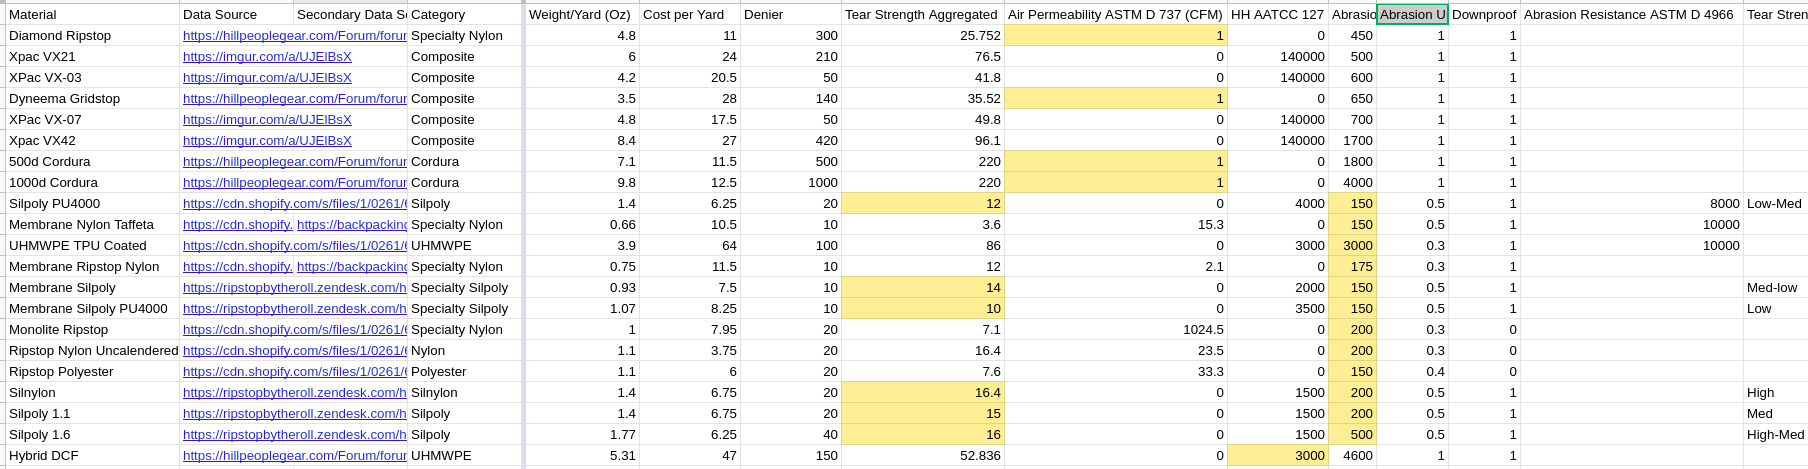 Material Data Source Secondary Data S Category Weight/Yard (Oz) Cost per Yard Denier Tear Strength Aggregated Air Permeability ASTM D 737 (CFM) HH AATCC 127 Abrasio Abrasion U Downproof Abrasion Resistance ASTM D 4966 Tear Stren
Diamond Ripstop https://hillpeoplegear.com/Forum/forur Specialty Nylon 4.8 11 300 25.752 1 0 450 1 1
Xpac VX21 https://imgur.com/a/UJElBsX Composite 6 24 210 76.5 0 140000 500 1 1
XPac VX-03 https://imgur.com/a/UJElBsX Composite 4.2 20.5 50 41.8 0 140000 600 1 1
Dyneema Gridstop https://hillpeoplegear.com/Forum/forur Composite 3.5 28 140 35.52 1 0 650 1 1
XPac VX-07 https://imgur.com/a/UJElBsX Composite 4.8 17.5 50 49.8 0 140000 700 1 1
Xpac VX42 https://imgur.com/a/UJElBsX Composite 8.4 27 420 96.1 0 140000 1700 1 1
500d Cordura https://hillpeoplegear.com/Forum/forur Cordura 7.1 11.5 500 220 1 0 1800 1 1
1000d Cordura https://hillpeoplegear.com/Forum/forur Cordura 9.8 12.5 1000 220 1 0 4000 1 1
Silpoly PU4000 https://cdn.shopify.com/s/files/1/0261/6 Silpoly 1.4 6.25 20 12 0 4000 150 0.5 1 8000 Low-Med
Membrane Nylon Taffeta https://cdn.shopify. https://backpacking Specialty Nylon 0.66 10.5 10 3.6 15.3 0 150 0.5 1 10000
UHMWPE TPU Coated https://cdn.shopify.com/s/files/1/0261/6 UHMWPE 3.9 64 100 86 0 3000 3000 0.3 1 10000
Membrane Ripstop Nylon https://cdn.shopify. https://backpacking Specialty Nylon 0.75 11.5 10 12 2.1 0 175 0.3 1
Membrane Silpoly https://ripstopbytheroll.zendesk.com/h Specialty Silpoly 0.93 7.5 10 14 0 2000 150 0.5 1 Med-low
Membrane Silpoly PU4000 https://ripstopbytheroll.zendesk.com/h Specialty Silpoly 1.07 8.25 10 10 0 3500 150 0.5 1 Low
Monolite Ripstop https://cdn.shopify.com/s/files/1/0261/6 Specialty Nylon 1 7.95 20 7.1 1024.5 0 200 0.3 0
Ripstop Nylon Uncalendered https://cdn.shopify.com/s/files/1/0261/6 Nylon 1.1 3.75 20 16.4 23.5 0 200 0.3 0
Ripstop Polyester https://cdn.shopify.com/s/files/1/0261/6 Polyester 1.1 6 20 7.6 33.3 0 150 0.4 0
Silnylon https://ripstopbytheroll.zendesk.com/h Silnylon 1.4 6.75 20 16.4 0 1500 200 0.5 1 High
Silpoly 1.1 https://ripstopbytheroll.zendesk.com/h Silpoly 1.4 6.75 20 15 0 1500 200 0.5 1 Med
Silpoly 1.6 https://ripstopbytheroll.zendesk.com/h Silpoly 1.77 6.25 40 16 0 1500 500 0.5 1 High-Med
Hybrid DCF https://hillpeoplegear.com/Forum/forur UHMWPE 5.31 47 150 52.836 0 3000 4600 1 1